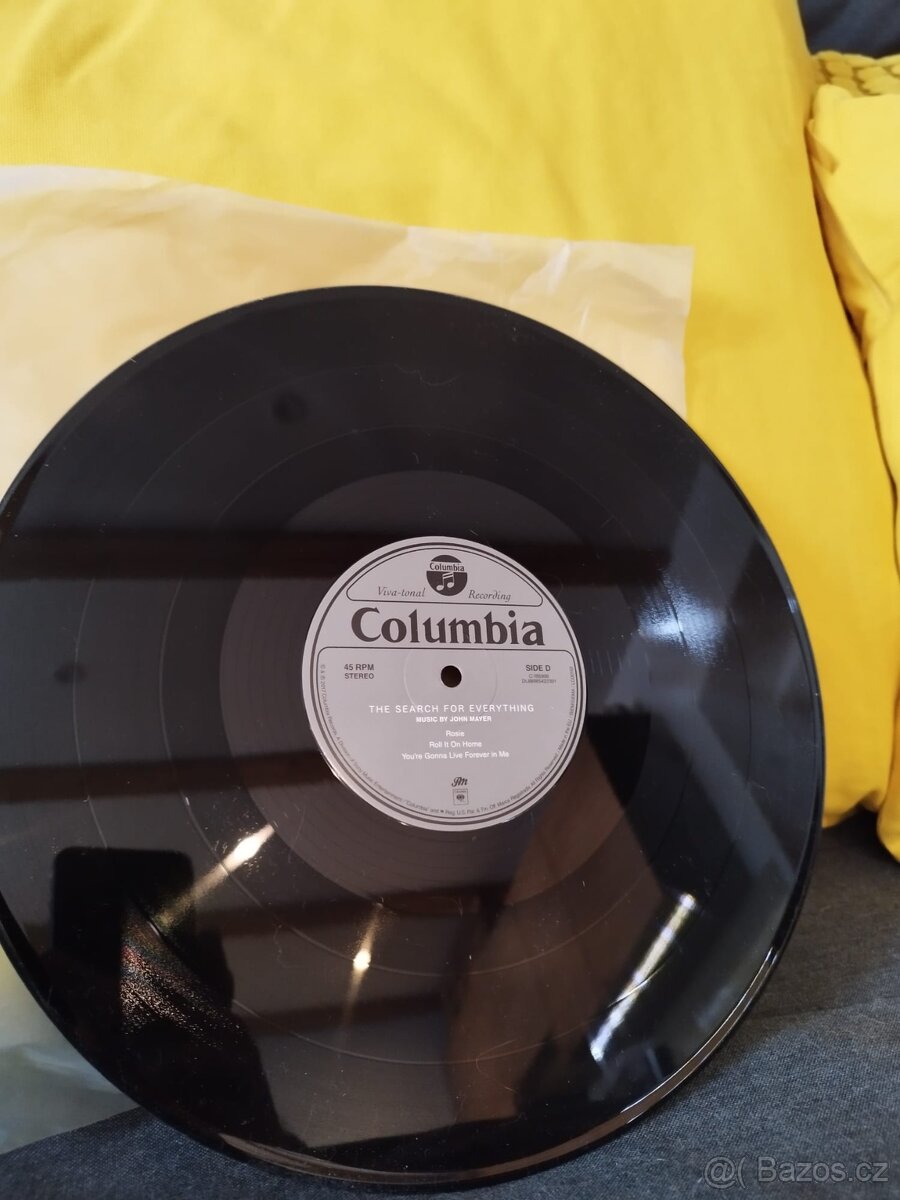 Columbia
Viva-tonal Recording
Columbia
45 RPM
STEREO
SIDE D
THE SEARCH FOR EVERYTHING
MUSIC BY JOHN MAYER
Rosie
Roll It On Home
You're Gonna Live Forever in Me
@( Bazos.cz